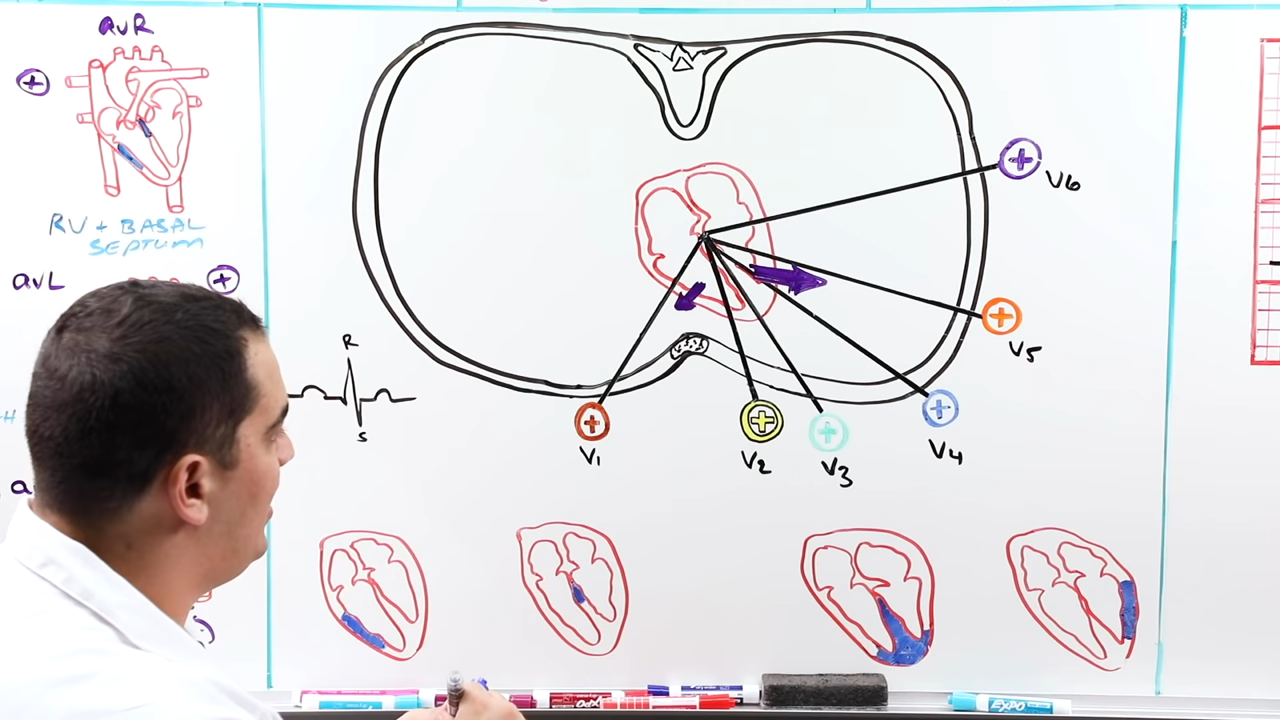 avR
+
RV + BASAL
SEPTUM
avL
+
R
S
+
V6
+
V5
+
V4
+
V3
+
V2
+
V1
EXPO